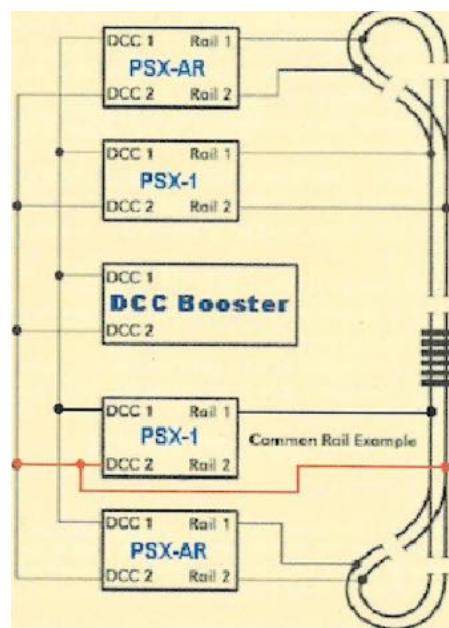 DCC 1 Rail 1
PSX-AR
DCC 2 Rail 2
DCC 1 Rail 1
PSX-1
DCC 2 Rail 2
DCC 1
DCC Booster
DCC 2
DCC 1 Rail 1
PSX-1
Common Rail Example
DCC 2 Rail 2
DCC 1 Rail 1
PSX-AR
DCC 2 Rail 2